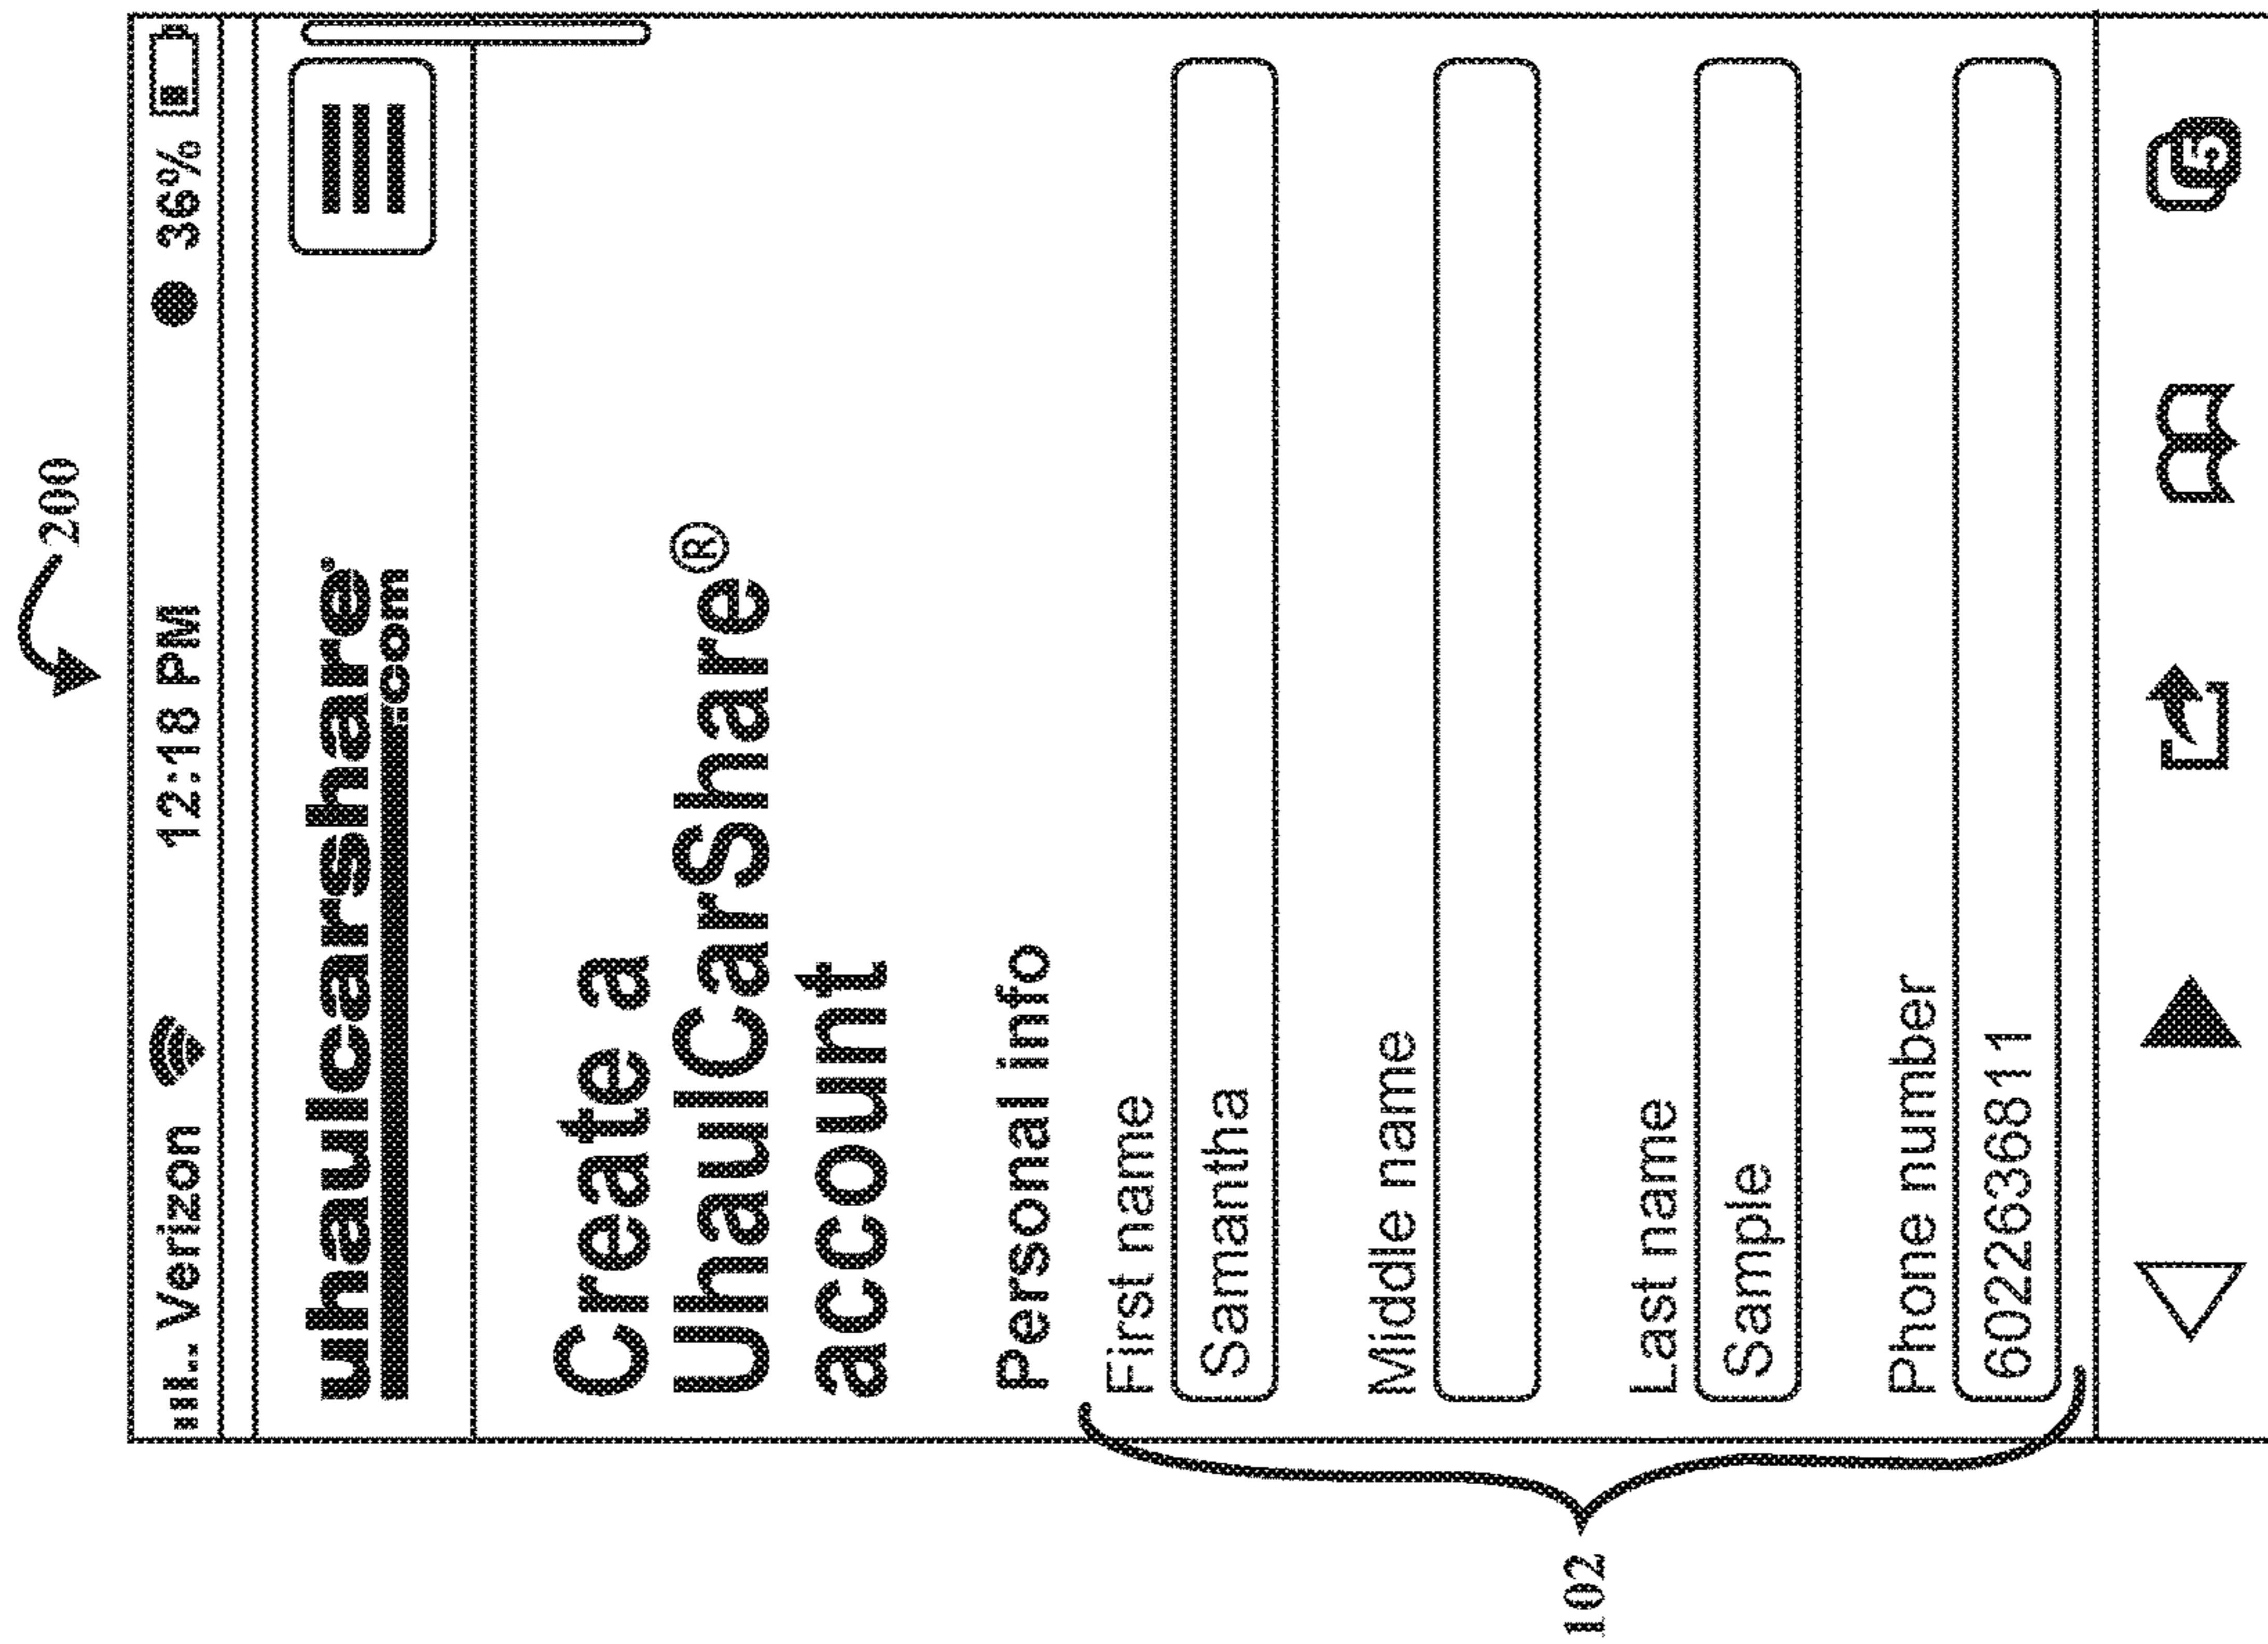 200
Verizon 12:18 PM 36%
uhaulcarshare®
.com
Create a
UhaulCarShare®
account
Personal info
First name
Samantha
Middle name
Last name
Sample
Phone number
6022636811
102
5